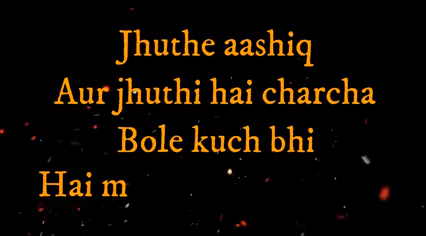 Jhuthe aashiq
Aur jhuthi hai charcha
Bole kuch bhi
Hai m